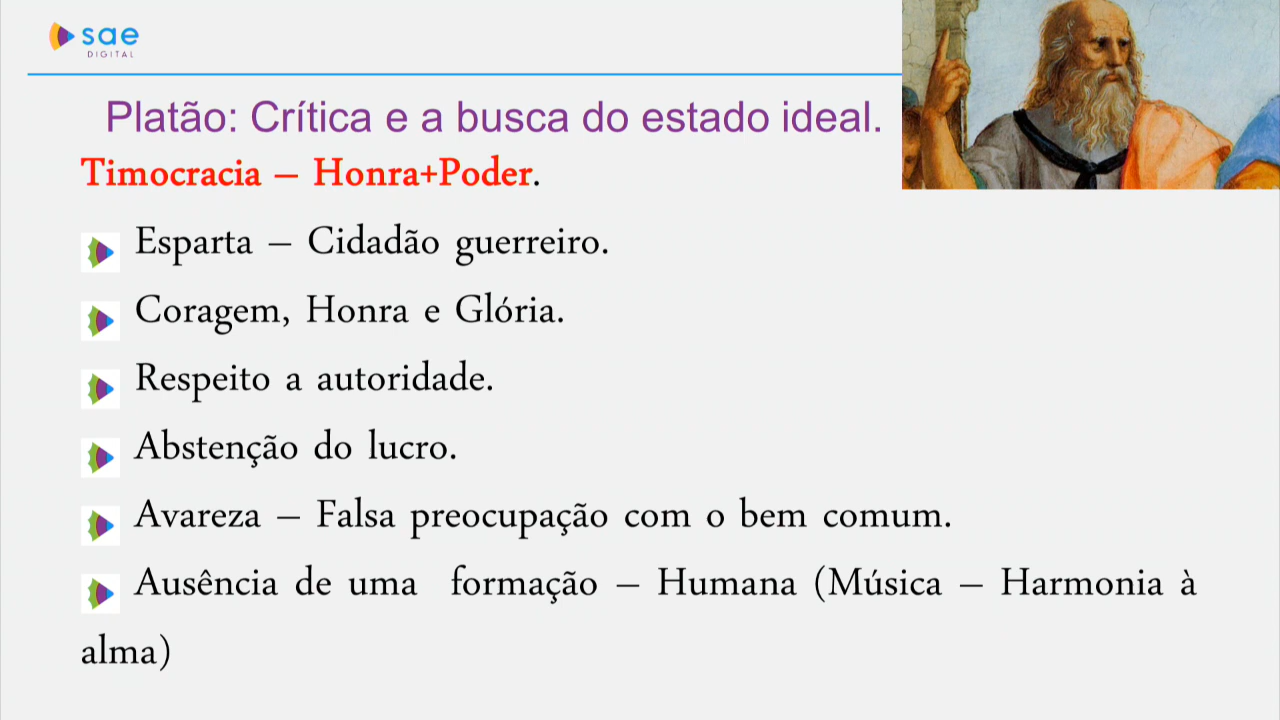 sae
DIGITAL
Platão: Crítica e a busca do estado ideal.
Timocracia – Honra+Poder.
Esparta – Cidadão guerreiro.
Coragem, Honra e Glória.
Respeito a autoridade.
Abstenção do lucro.
Avareza – Falsa preocupação com o bem comum.
Ausência de uma formação – Humana (Música – Harmonia à
alma)